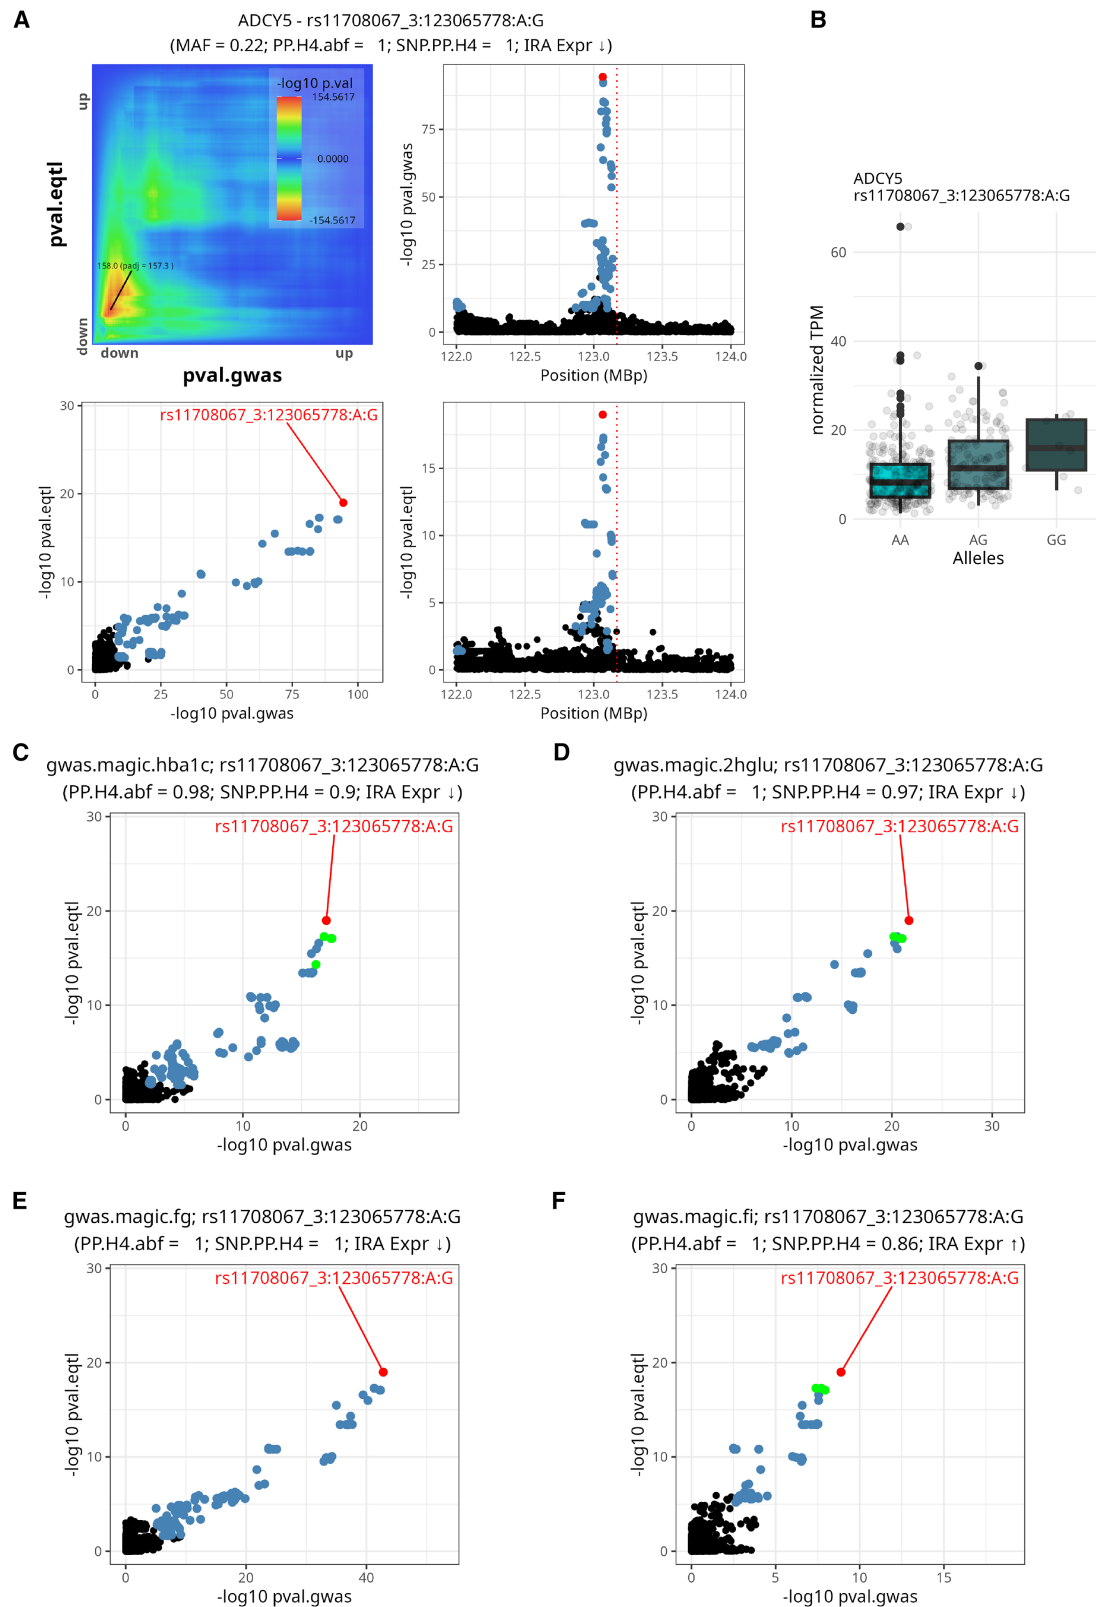 A
ADCY5 - rs11708067_3:123065778:A:G
(MAF = 0.22; PP.H4.abf = 1; SNP.PP.H4 = 1; IRA Expr ↓)
pval.eqtl
up
down
-log10 p.val
154.5617
0.0000
-154.5617
158.0 (padj = 157.3 )
down
up
pval.gwas
-log10 pval.gwas
75
50
25
0
122.0
122.5
123.0
123.5
124.0
Position (MBp)
-log10 pval.eqtl
30
20
10
0
rs11708067_3:123065778:A:G
0
25
50
75
100
-log10 pval.gwas
-log10 pval.eqtl
15
10
5
0
122.0
122.5
123.0
123.5
124.0
Position (MBp)
B
ADCY5
rs11708067_3:123065778:A:G
normalized TPM
60
40
20
0
AA
AG
GG
Alleles
C
gwas.magic.hba1c; rs11708067_3:123065778:A:G
(PP.H4.abf = 0.98; SNP.PP.H4 = 0.9; IRA Expr ↓)
rs11708067_3:123065778:A:G
-log10 pval.eqtl
30
20
10
0
0
10
20
-log10 pval.gwas
D
gwas.magic.2hglu; rs11708067_3:123065778:A:G
(PP.H4.abf = 1; SNP.PP.H4 = 0.97; IRA Expr ↓)
rs11708067_3:123065778:A:G
-log10 pval.eqtl
30
20
10
0
0
10
20
30
-log10 pval.gwas
E
gwas.magic.fg; rs11708067_3:123065778:A:G
(PP.H4.abf = 1; SNP.PP.H4 = 1; IRA Expr ↓)
rs11708067_3:123065778:A:G
-log10 pval.eqtl
30
20
10
0
0
20
40
-log10 pval.gwas
F
gwas.magic.fi; rs11708067_3:123065778:A:G
(PP.H4.abf = 1; SNP.PP.H4 = 0.86; IRA Expr ↑)
rs11708067_3:123065778:A:G
-log10 pval.eqtl
30
20
10
0
0
5
10
15
-log10 pval.gwas